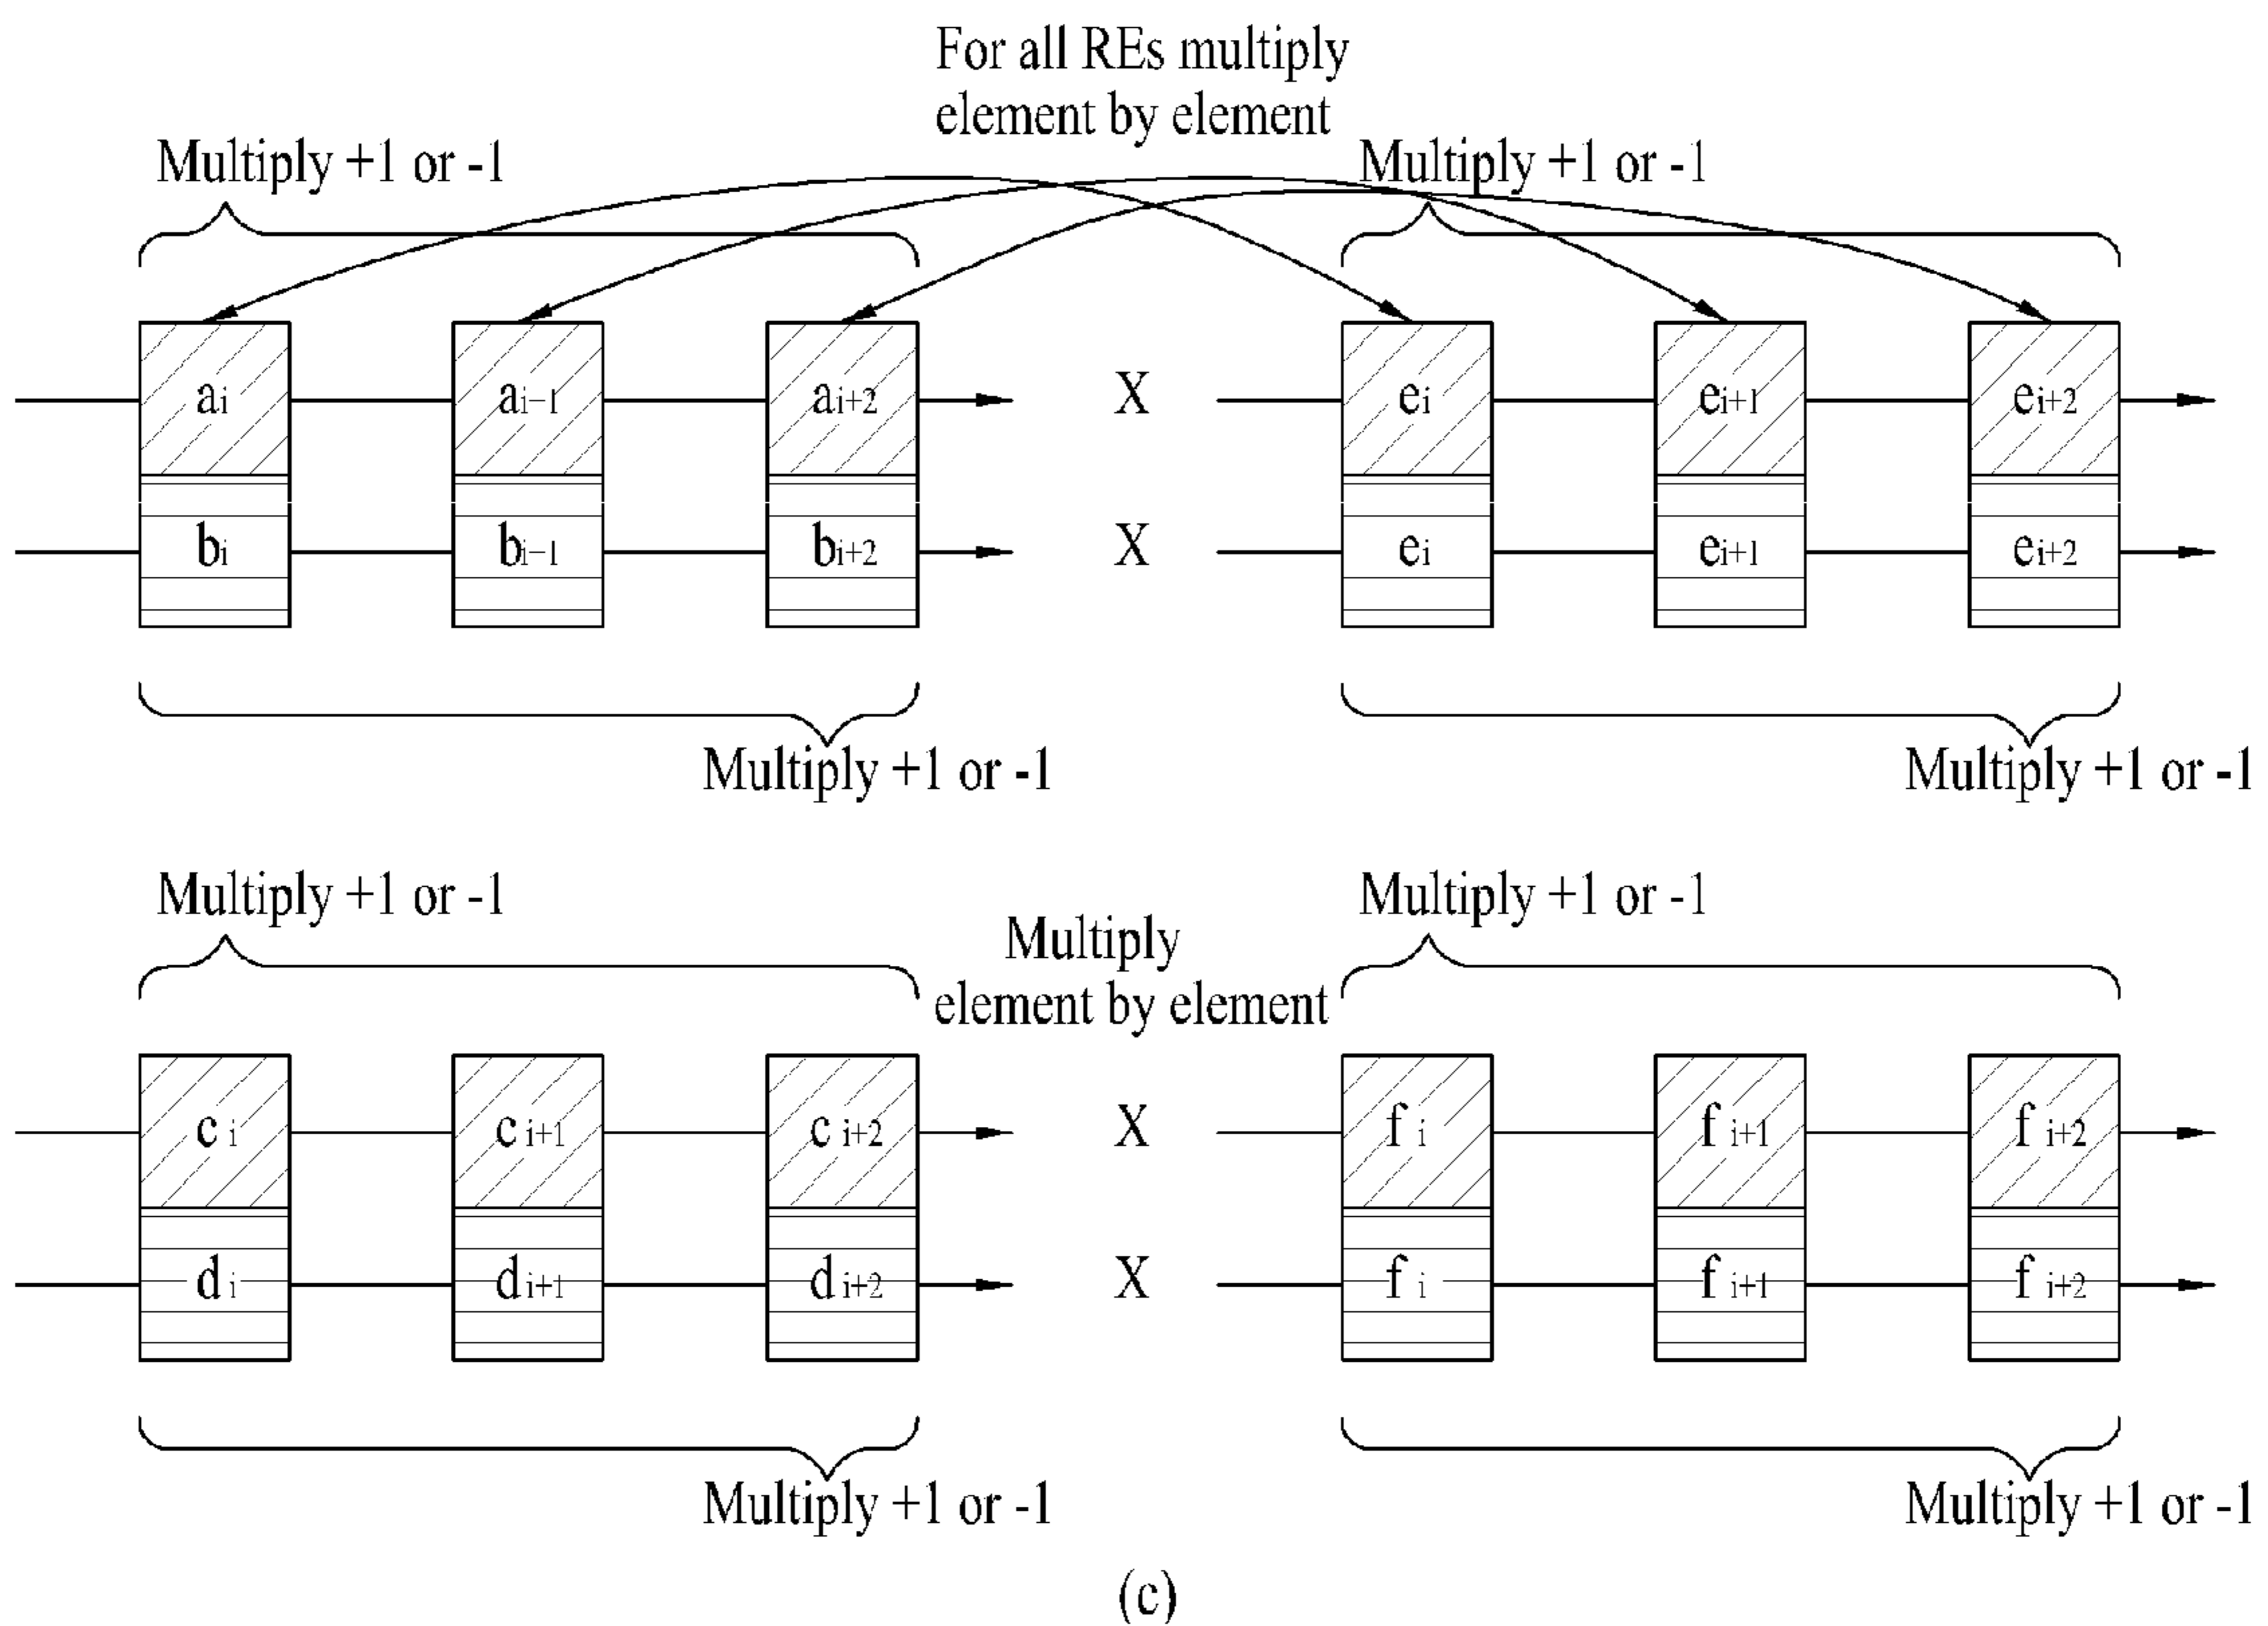 For all REs multiply
element by element
Multiply +1 or -1 Multiply +1 or -1
ai ai−1 ai+2 X ei ei+1 ei+2
bi bi−1 bi+2 X ei ei+1 ei+2
Multiply +1 or -1 Multiply +1 or -1
Multiply +1 or -1 Multiply +1 or -1
Multiply
element by element
c i c i+1 c i+2 X f i f i+1 f i+2
d i d i+1 d i+2 X f i f i+1 f i+2
Multiply +1 or -1 Multiply +1 or -1
(c)